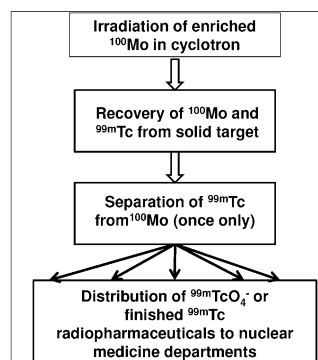 Irradiation of enriched
¹⁰⁰Mo in cyclotron
Recovery of ¹⁰⁰Mo and
⁹⁹ᵐTc from solid target
Separation of ⁹⁹ᵐTc
from¹⁰⁰Mo (once only)
Distribution of ⁹⁹ᵐTcO₄⁻ or
finished ⁹⁹ᵐTc
radiopharmaceuticals to nuclear
medicine departments